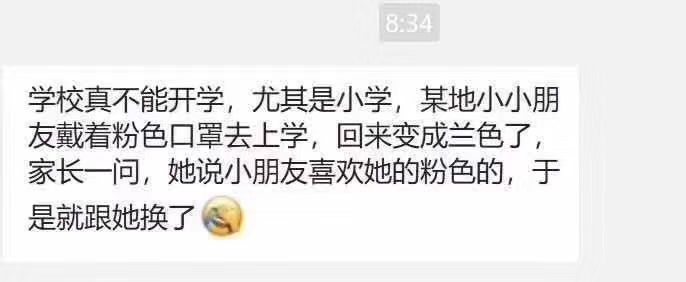 8:34
学校真不能开学，尤其是小学，某地小小朋
友戴着粉色口罩去上学，回来变成兰色了，
家长一问，她说小朋友喜欢她的粉色的，于
是就跟她换了